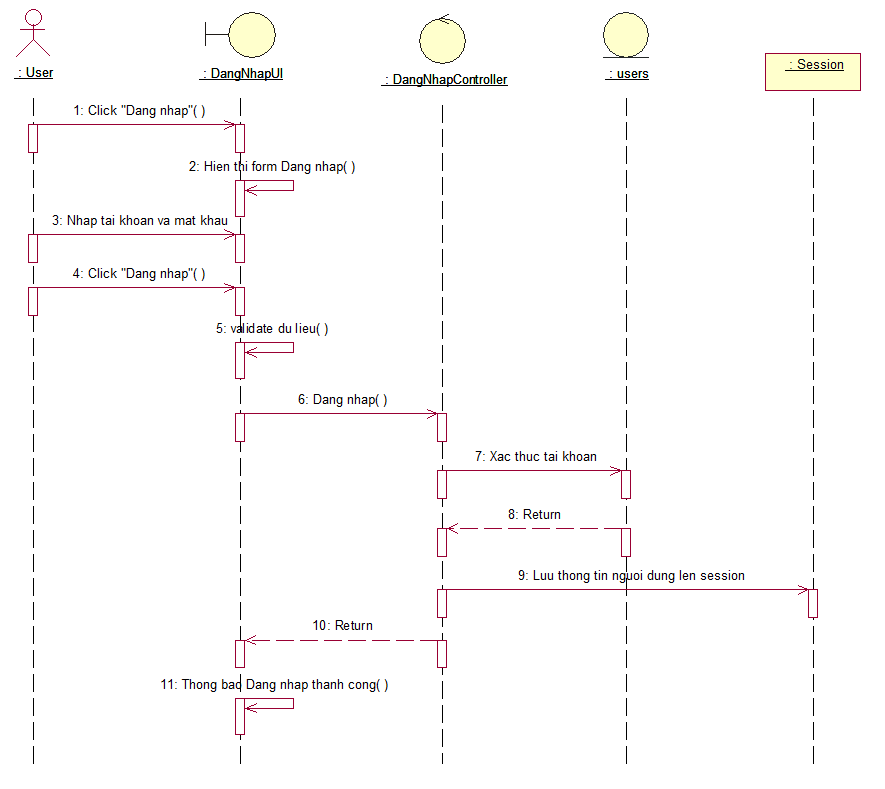 : User
: DangNhapUI
: DangNhapController
: users
: Session
1: Click "Dang nhap"( )
2: Hien thi form Dang nhap( )
3: Nhap tai khoan va mat khau
4: Click "Dang nhap"( )
5: validate du lieu( )
6: Dang nhap( )
7: Xac thuc tai khoan
8: Return
9: Luu thong tin nguoi dung len session
10: Return
11: Thong bao Dang nhap thanh cong( )